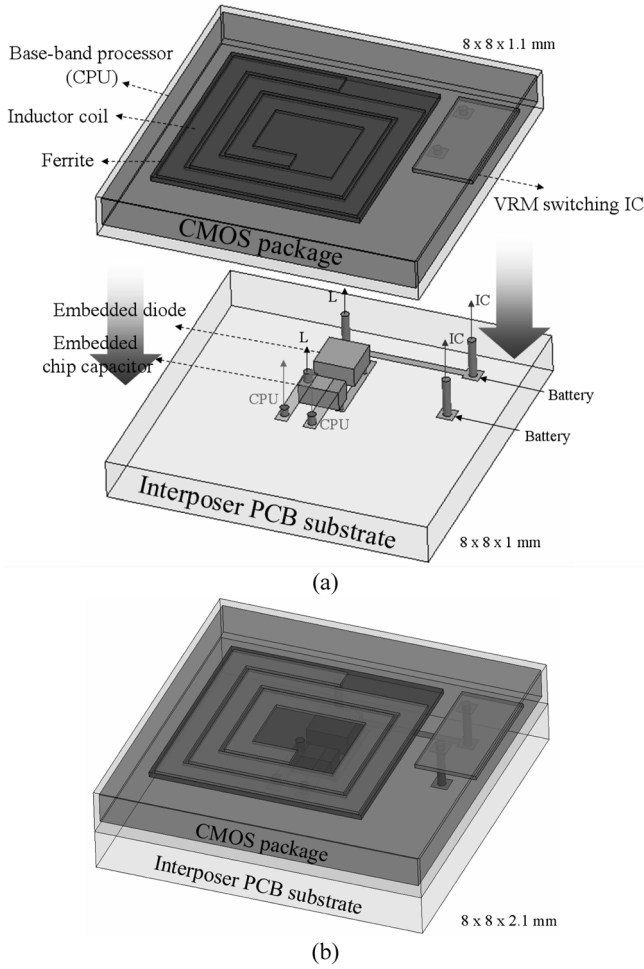 8 x 8 x 1.1 mm
Base-band processor
(CPU)
Inductor coil
Ferrite
VRM switching IC
CMOS package
L
IC
Embedded diode
L
IC
Embedded
chip capacitor
CPU
CPU
Battery
Battery
Interposer PCB substrate
8 x 8 x 1 mm
(a)
CMOS package
Interposer PCB substrate
8 x 8 x 2.1 mm
(b)